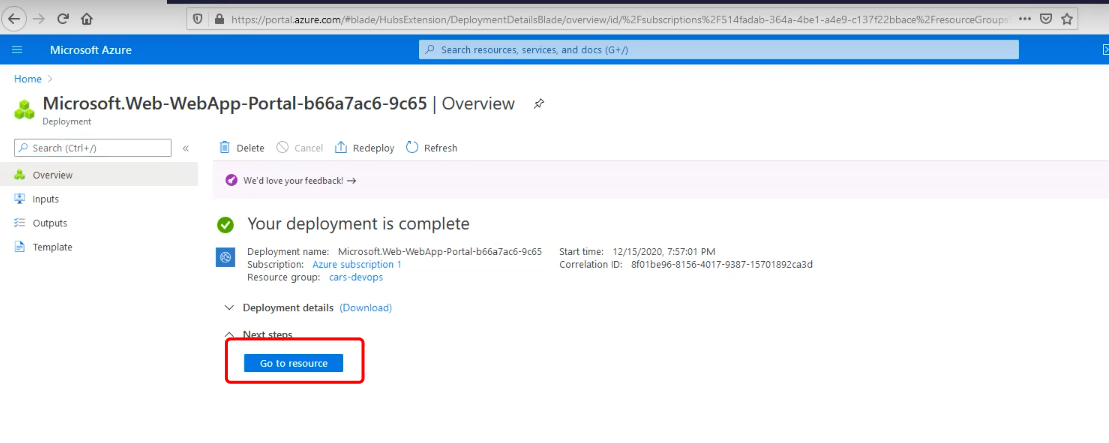 https://portal.azure.com/#blade/HubsExtension/DeploymentDetailsBlade/overview/id/%2Fsubscriptions%2F514fadab-364a-4be1-a4e9-c137f22bbace%2FresourceGroups
Microsoft Azure
Search resources, services, and docs (G+/)
Home
Microsoft.Web-WebApp-Portal-b66a7ac6-9c65 | Overview
Deployment
Search (Ctrl+/)
«
Delete
Cancel
Redeploy
Refresh
Overview
Inputs
Outputs
Template
We'd love your feedback! →
Your deployment is complete
Deployment name: Microsoft.Web-WebApp-Portal-b66a7ac6-9c65
Subscription: Azure subscription 1
Resource group: cars-devops
Start time: 12/15/2020, 7:57:01 PM
Correlation ID: 8f01be96-8156-4017-9387-15701892ca3d
Deployment details (Download)
Next steps
Go to resource